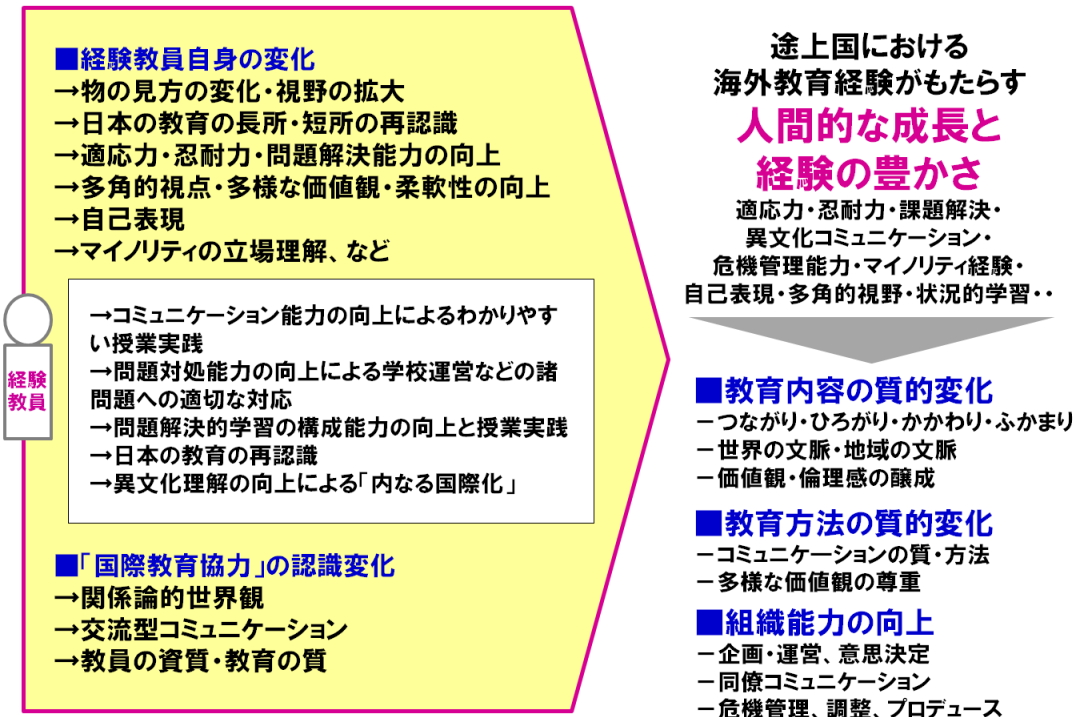 ■経験教員自身の変化
→物の見方の変化・視野の拡大
→日本の教育の長所・短所の再認識
→適応力・忍耐力・問題解決能力の向上
→多角的視点・多様な価値観・柔軟性の向上
→自己表現
→マイノリティの立場理解、など
→コミュニケーション能力の向上によるわかりやす
い授業実践
→問題対処能力の向上による学校運営などの諸
問題への適切な対応
→問題解決的学習の構成能力の向上と授業実践
→日本の教育の再認識
→異文化理解の向上による「内なる国際化」
経験
教員
■「国際教育協力」の認識変化
→関係論的世界観
→交流型コミュニケーション
→教員の資質・教育の質
途上国における
海外教育経験がもたらす
人間的な成長と
経験の豊かさ
適応力・忍耐力・課題解決・
異文化コミュニケーション・
危機管理能力・マイノリティ経験・
自己表現・多角的視野・状況的学習・・
■教育内容の質的変化
－つながり・ひろがり・かかわり・ふかまり
－世界の文脈・地域の文脈
－価値観・倫理感の醸成
■教育方法の質的変化
－コミュニケーションの質・方法
－多様な価値観の尊重
■組織能力の向上
－企画・運営、意思決定
－同僚コミュニケーション
－危機管理、調整、プロデュース